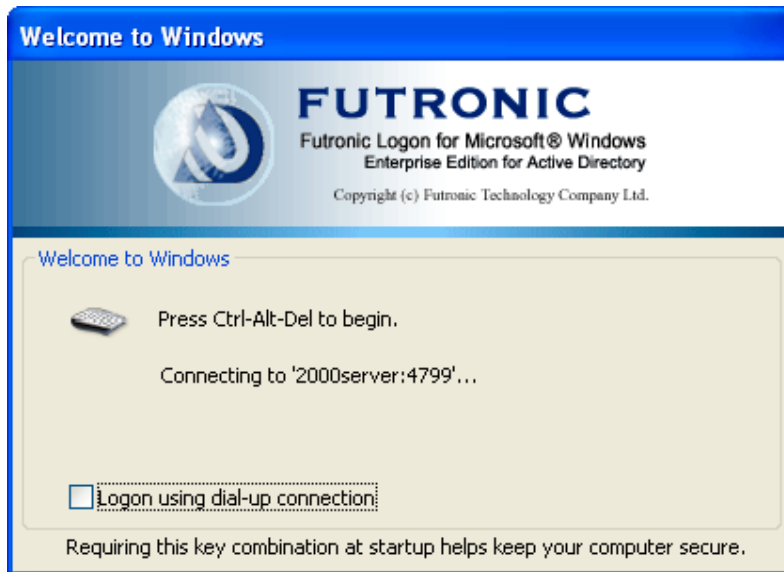 Welcome to Windows
FUTRONIC
Futronic Logon for Microsoft® Windows
Enterprise Edition for Active Directory
Copyright (c) Futronic Technology Company Ltd.
Welcome to Windows
Press Ctrl-Alt-Del to begin.
Connecting to '2000server:4799'...
Logon using dial-up connection
Requiring this key combination at startup helps keep your computer secure.